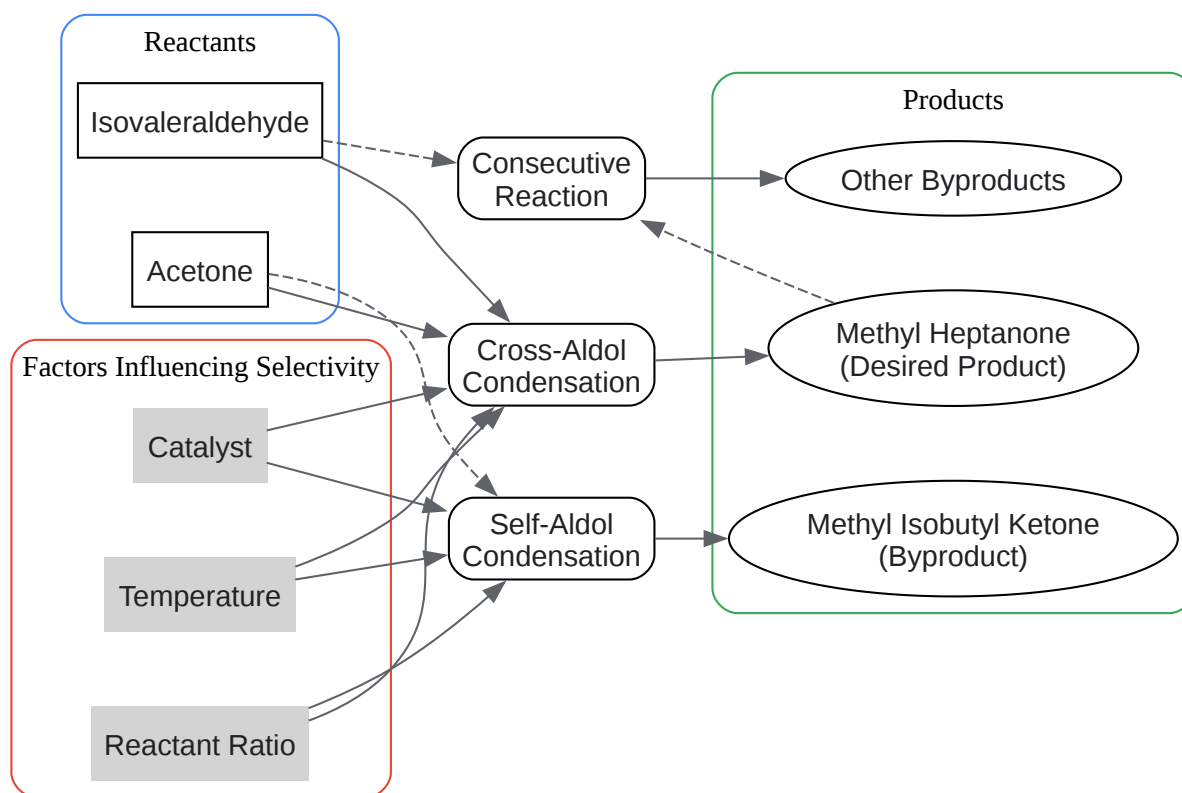 Reactants
Isovaleraldehyde
Acetone
Factors Influencing Selectivity
Catalyst
Temperature
Reactant Ratio
Consecutive
Reaction
Cross-Aldol
Condensation
Self-Aldol
Condensation
Products
Other Byproducts
Methyl Heptanone
(Desired Product)
Methyl Isobutyl Ketone
(Byproduct)